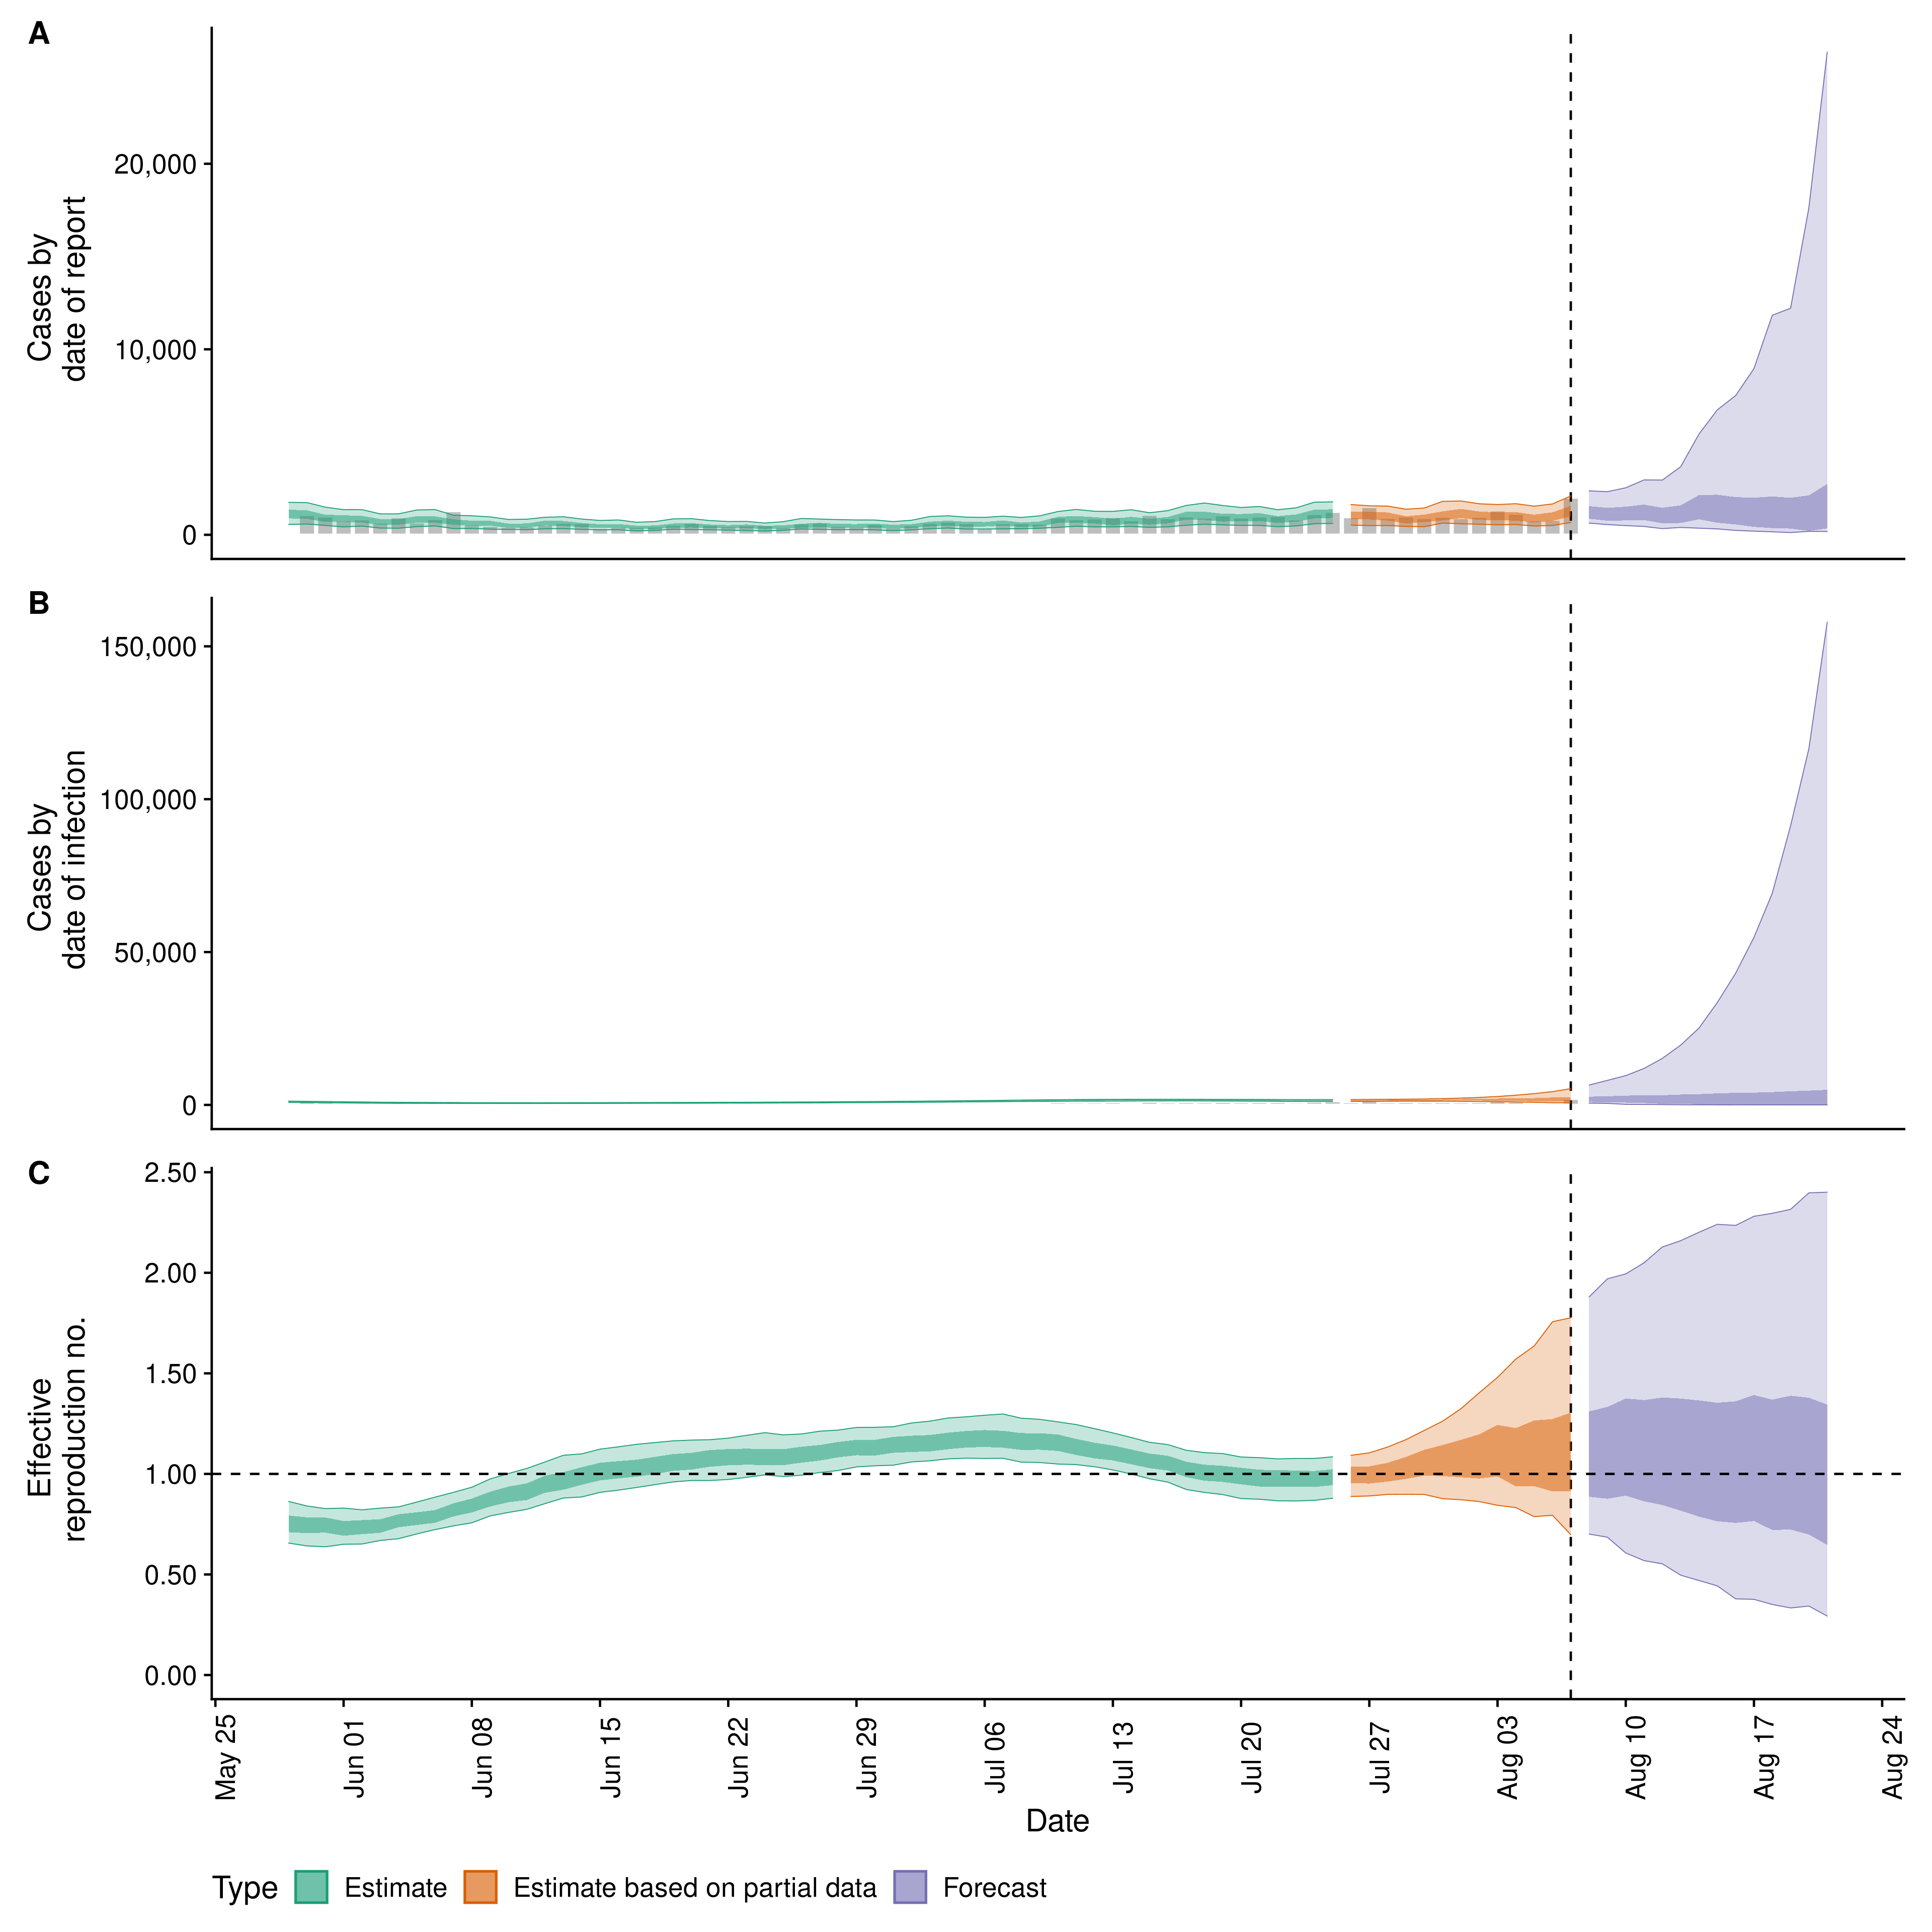 A
Cases by
date of report
20,000
10,000
0
B
Cases by
date of infection
150,000
100,000
50,000
0
C
Effective
reproduction no.
2.50
2.00
1.50
1.00
0.50
0.00
May 25
Jun 01
Jun 08
Jun 15
Jun 22
Jun 29
Jul 06
Jul 13
Jul 20
Jul 27
Aug 03
Aug 10
Aug 17
Aug 24
Date
Type Estimate Estimate based on partial data Forecast